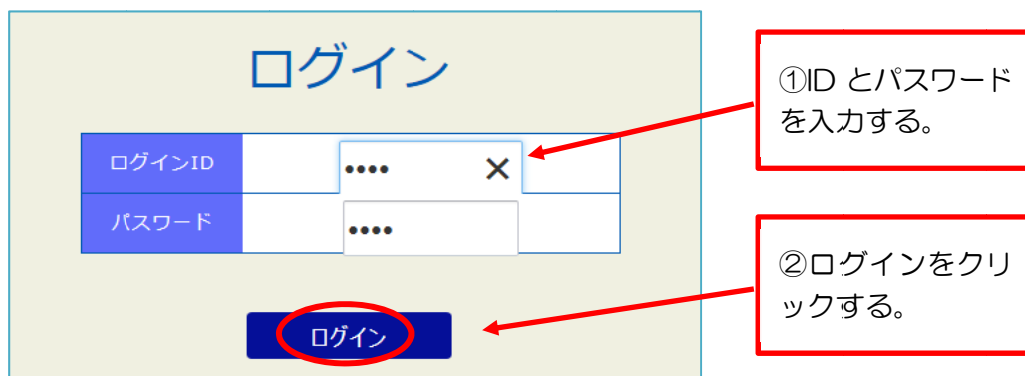 ログイン
①ID とパスワード
を入力する。
ログインID
••••
✕
パスワード
••••
②ログインをクリ
ックする。
ログイン